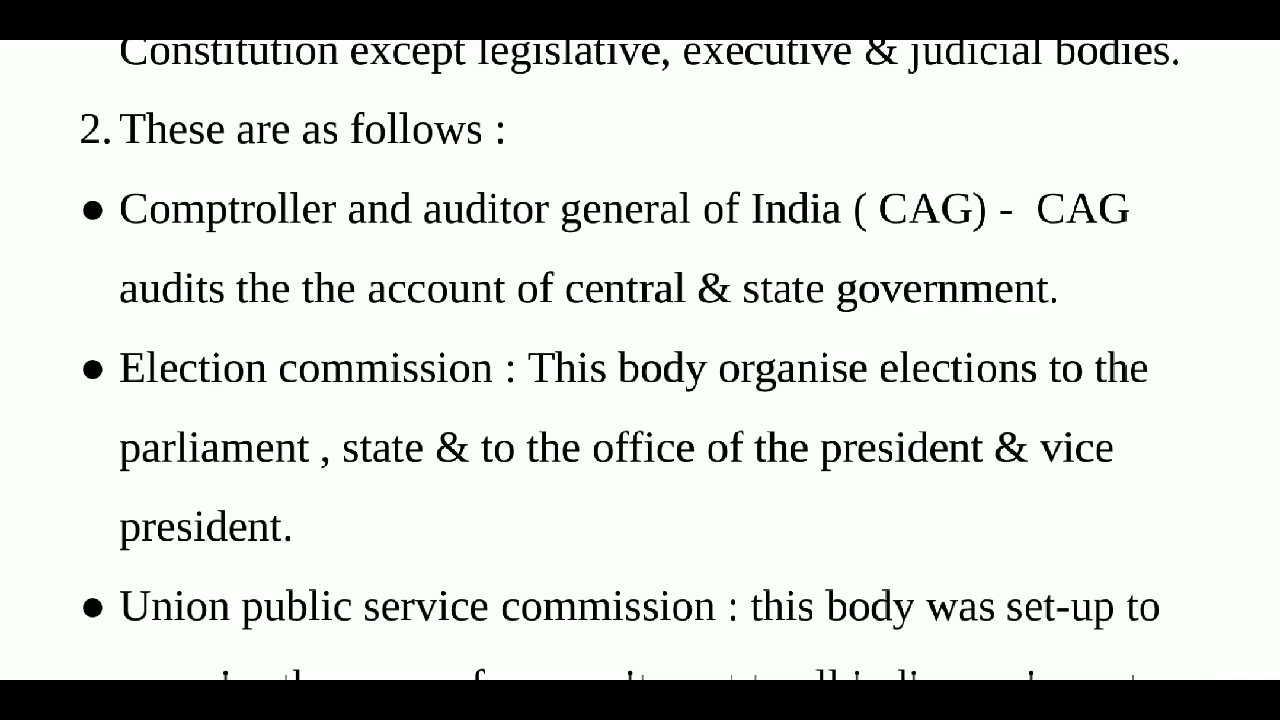 Constitution except legislative, executive & judicial bodies.
2. These are as follows :
● Comptroller and auditor general of India ( CAG) - CAG
audits the the account of central & state government.
● Election commission : This body organise elections to the
parliament , state & to the office of the president & vice
president.
● Union public service commission : this body was set-up to